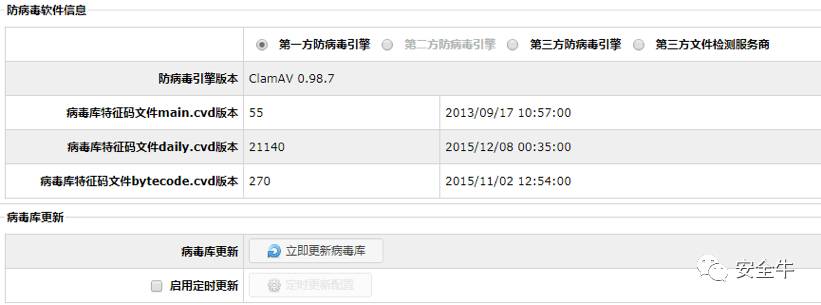 防病毒软件信息
第一方防病毒引擎 第二方防病毒引擎 第三方防病毒引擎 第三方文件检测服务商
防病毒引擎版本 ClamAV 0.98.7
病毒库特征码文件main.cvd版本 55 2013/09/17 10:57:00
病毒库特征码文件daily.cvd版本 21140 2015/12/08 00:35:00
病毒库特征码文件bytecode.cvd版本 270 2015/11/02 12:54:00
病毒库更新
病毒库更新 立即更新病毒库
启用定时更新 定时更新配置
安全牛